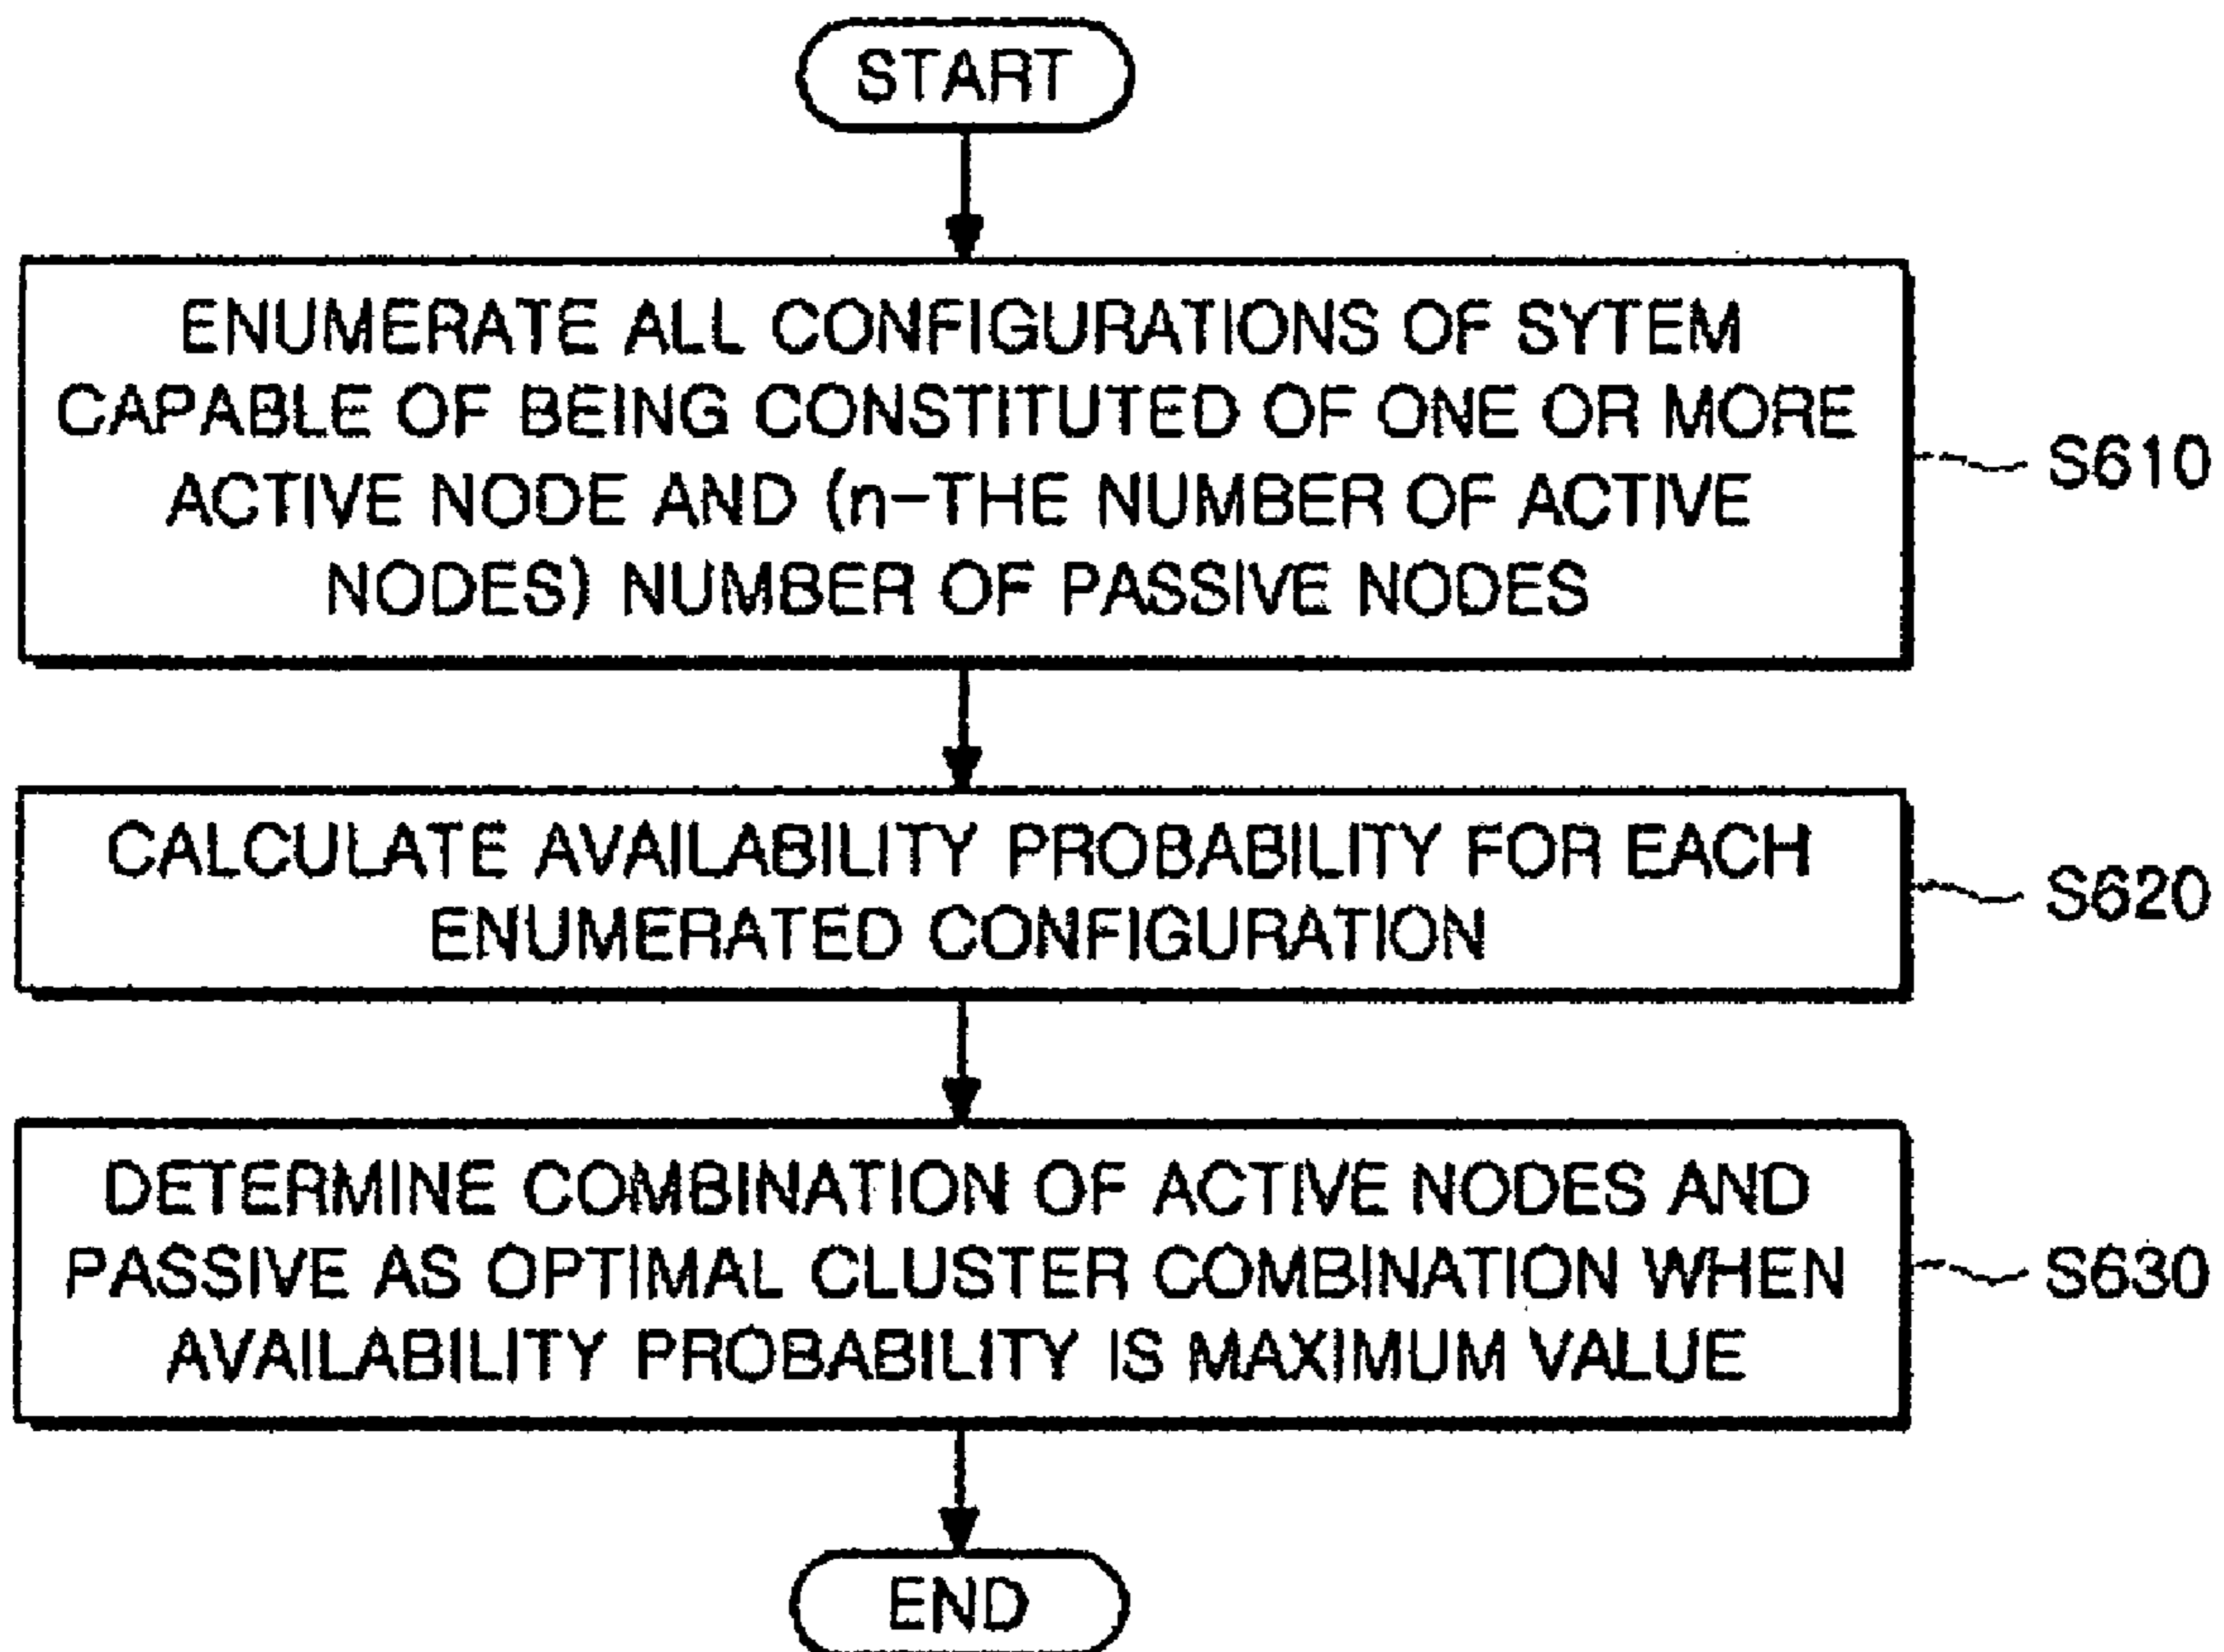 START
ENUMERATE ALL CONFIGURATIONS OF SYTEM
CAPABLE OF BEING CONSTITUTED OF ONE OR MORE
ACTIVE NODE AND (n-THE NUMBER OF ACTIVE
NODES) NUMBER OF PASSIVE NODES
S610
CALCULATE AVAILABILITY PROBABILITY FOR EACH
ENUMERATED CONFIGURATION
S620
DETERMINE COMBINATION OF ACTIVE NODES AND
PASSIVE AS OPTIMAL CLUSTER COMBINATION WHEN
AVAILABILITY PROBABILITY IS MAXIMUM VALUE
S630
END